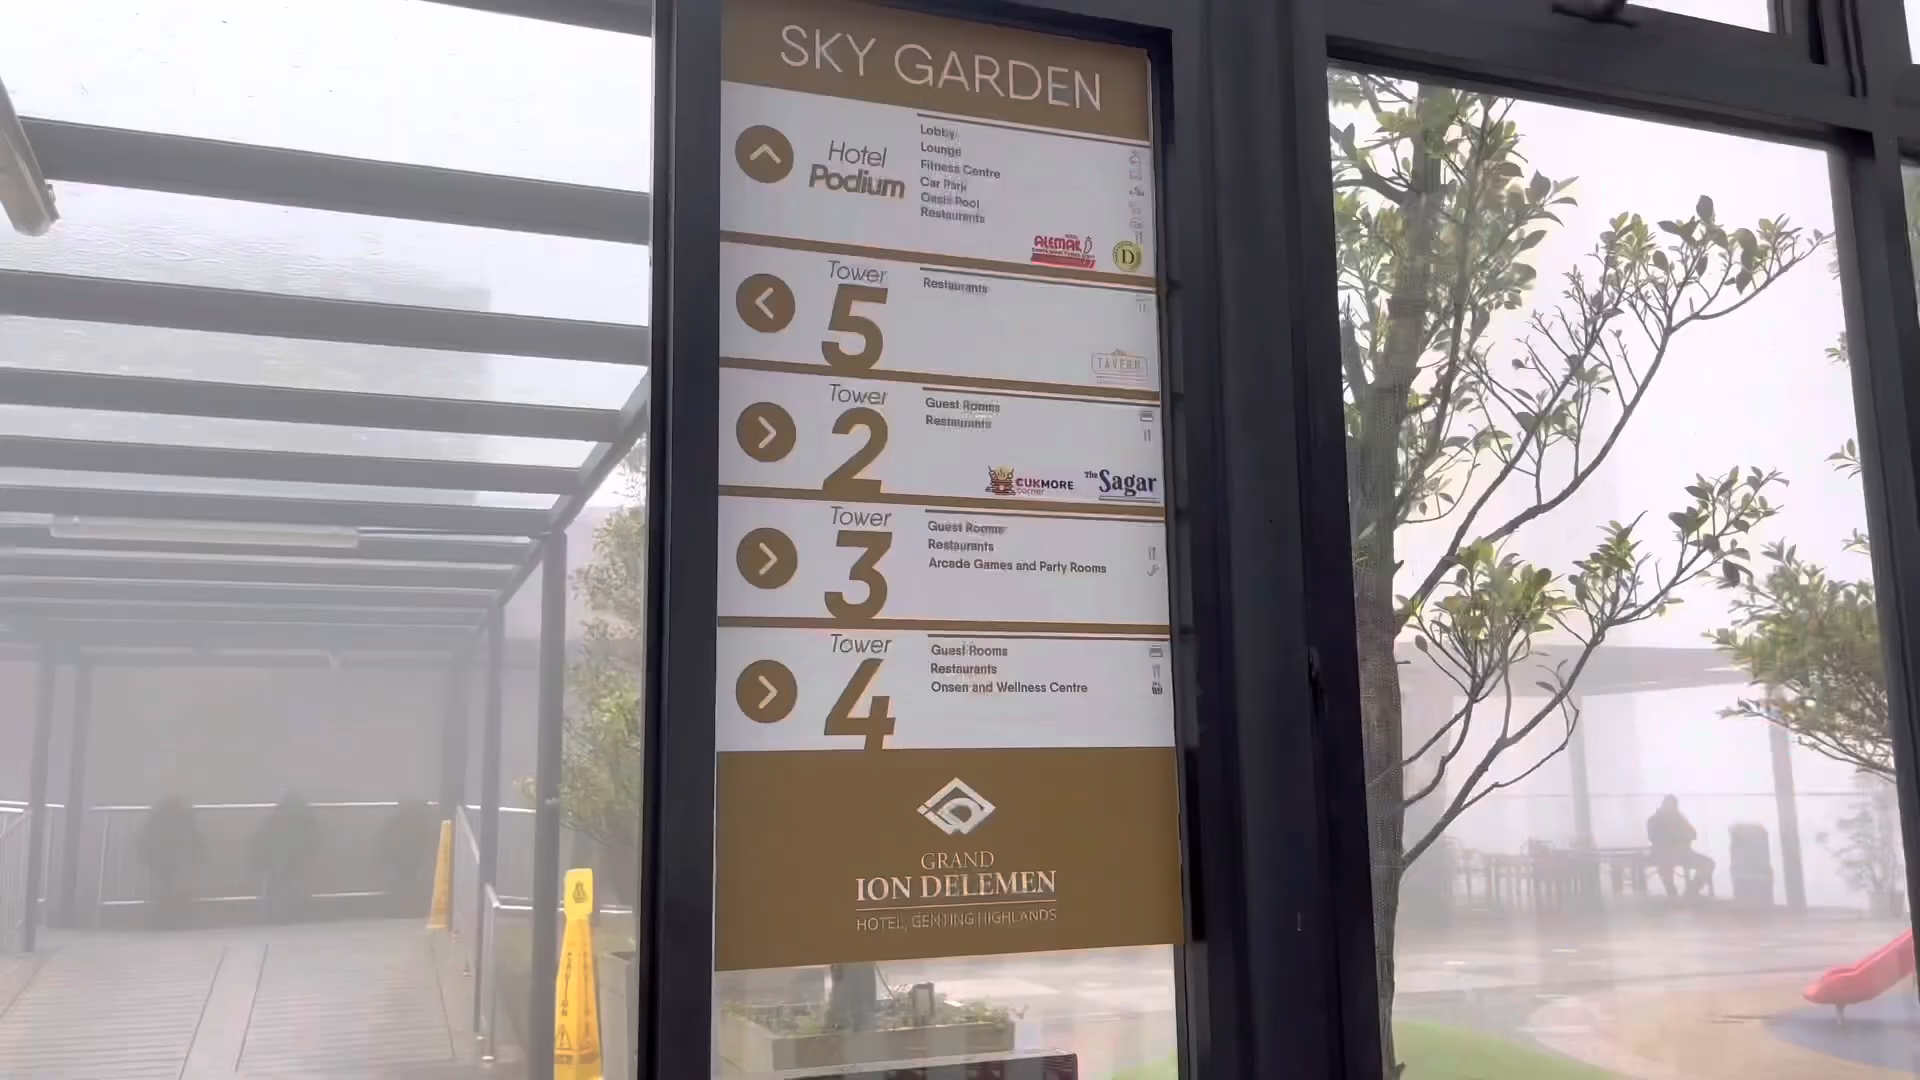 SKY GARDEN
Hotel
Podium
Lobby
Lounge
Fitness Centre
Car Park
Oasis Pool
Restaurants
ALEMAK
D
Tower
5
Restaurants
TAVERN
Tower
2
Guest Rooms
Restaurants
CUKMORE
corner
The Sagar
Tower
3
Guest Rooms
Restaurants
Arcade Games and Party Rooms
Tower
4
Guest Rooms
Restaurants
Onsen and Wellness Centre
GRAND
ION DELEMEN
HOTEL, GENTING HIGHLANDS
CAUTION